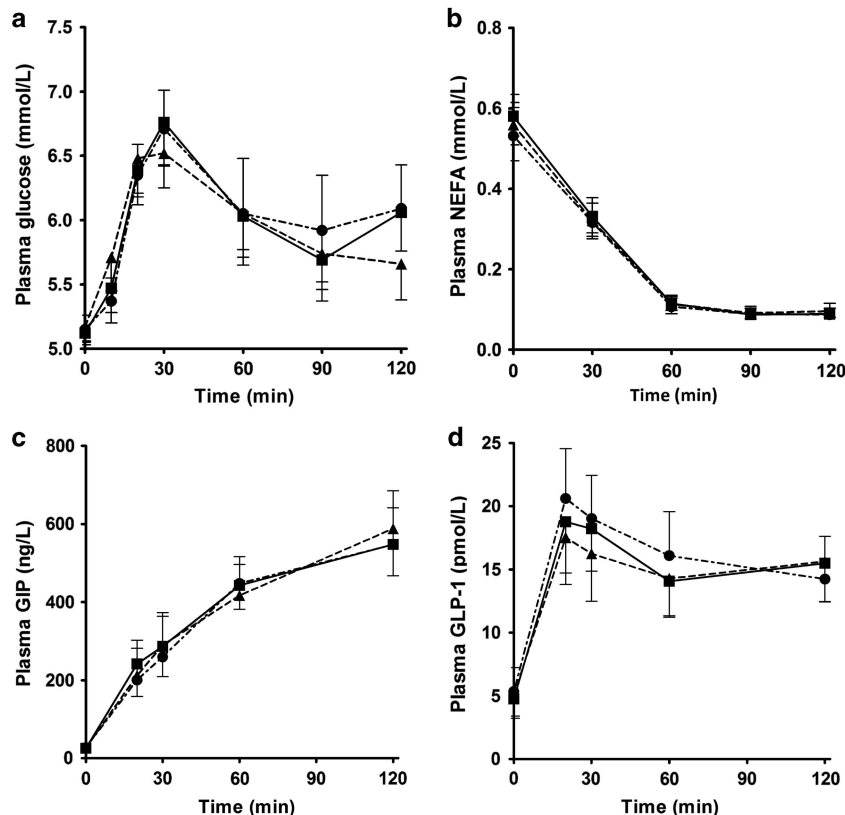 a
Plasma glucose (mmol/L)
7.5
7.0
6.5
6.0
5.5
5.0
0 30 60 90 120
Time (min)
b
Plasma NEFA (mmol/L)
0.8
0.6
0.4
0.2
0.0
0 30 60 90 120
Time (min)
c
Plasma GIP (ng/L)
800
600
400
200
0
0 30 60 90 120
Time (min)
d
Plasma GLP-1 (pmol/L)
25
20
15
10
5
0
0 30 60 90 120
Time (min)